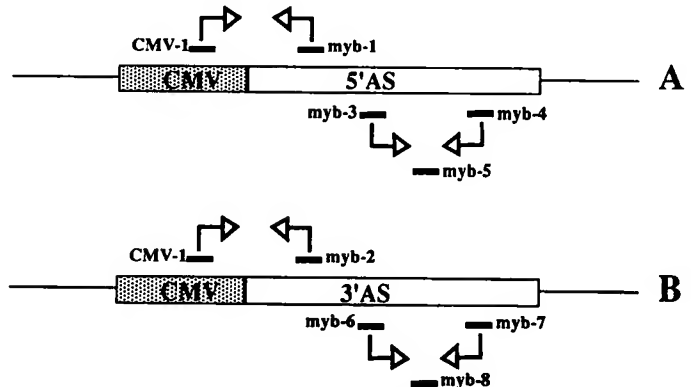 CMV-1 myb-1
CMV 5'AS A
myb-3 myb-4
myb-5
CMV-1 myb-2
CMV 3'AS B
myb-6 myb-7
myb-8